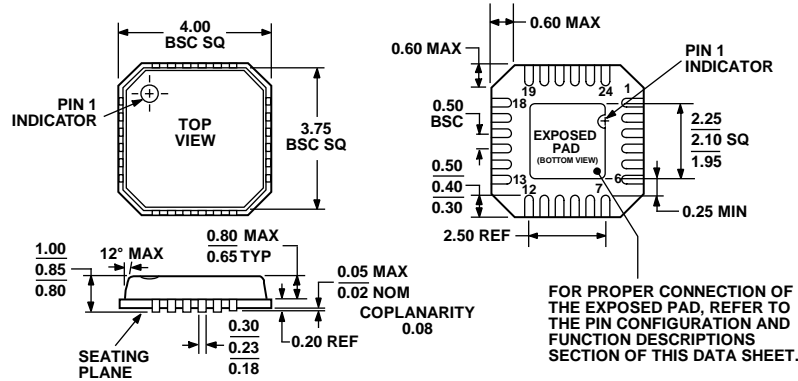 4.00
BSC SQ
PIN 1
INDICATOR
TOP
VIEW
3.75
BSC SQ
0.60 MAX
0.60 MAX
PIN 1
INDICATOR
19
24
1
18
0.50
BSC
EXPOSED
PAD
(BOTTOM VIEW)
2.25
2.10 SQ
1.95
0.50
0.40
0.30
13
12
7
6
0.25 MIN
2.50 REF
1.00
0.85
0.80
12° MAX
0.80 MAX
0.65 TYP
0.05 MAX
0.02 NOM
COPLANARITY
0.08
0.20 REF
0.30
0.23
0.18
SEATING
PLANE
FOR PROPER CONNECTION OF
THE EXPOSED PAD, REFER TO
THE PIN CONFIGURATION AND
FUNCTION DESCRIPTIONS
SECTION OF THIS DATA SHEET.